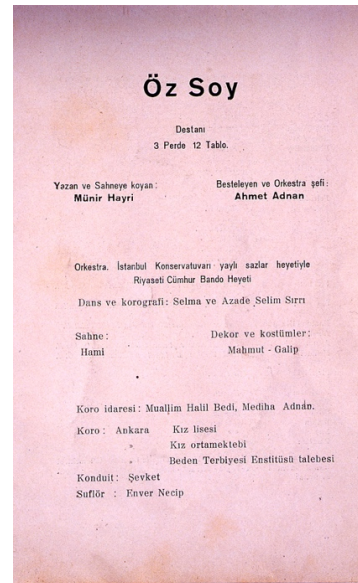 Öz Soy
Destanı
3 Perde 12 Tablo.
Yazan ve Sahneye koyan :
Münir Hayri
Besteleyen ve Orkestra şefi :
Ahmet Adnan
Orkestra. İstanbul Konservatuvarı yaylı sazlar heyetiyle
Riyaseti Cümhur Bando Heyeti
Dans ve korografi : Selma ve Azade Selim Sırrı
Sahne :
Hami
Dekor ve kostümler :
Mahmut - Galip
Koro idaresi : Muallim Halil Bedi, Mediha Adnan.
Koro : Ankara Kız lisesi
» Kız ortamektebi
» Beden Terbiyesi Enstitüsü talebesi
Konduit : Şevket
Suflör : Enver Necip